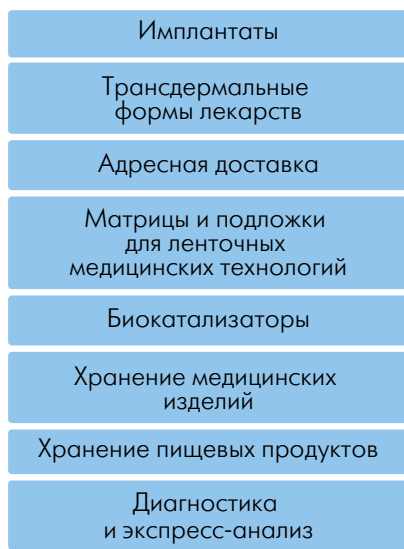 Имплантаты
Трансдермальные
формы лекарств
Адресная доставка
Матрицы и подложки
для ленточных
медицинских технологий
Биокатализаторы
Хранение медицинских
изделий
Хранение пищевых продуктов
Диагностика
и экспресс-анализ